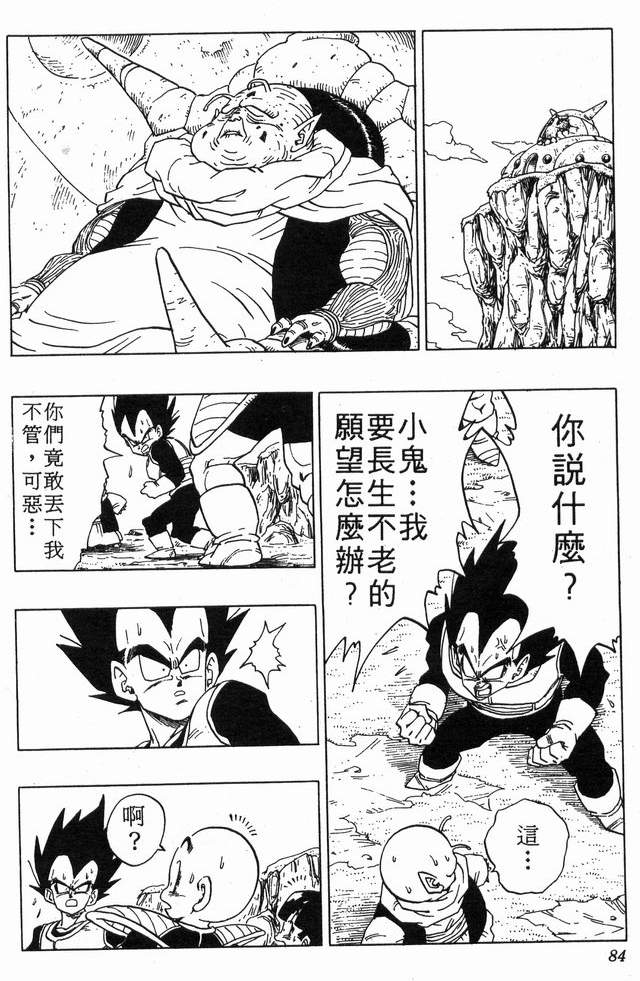 你説什麼？
小鬼…我
要長生不老的
願望怎麼辦？
這…
你們竟敢丟下我
不管，可惡…
啊？
84